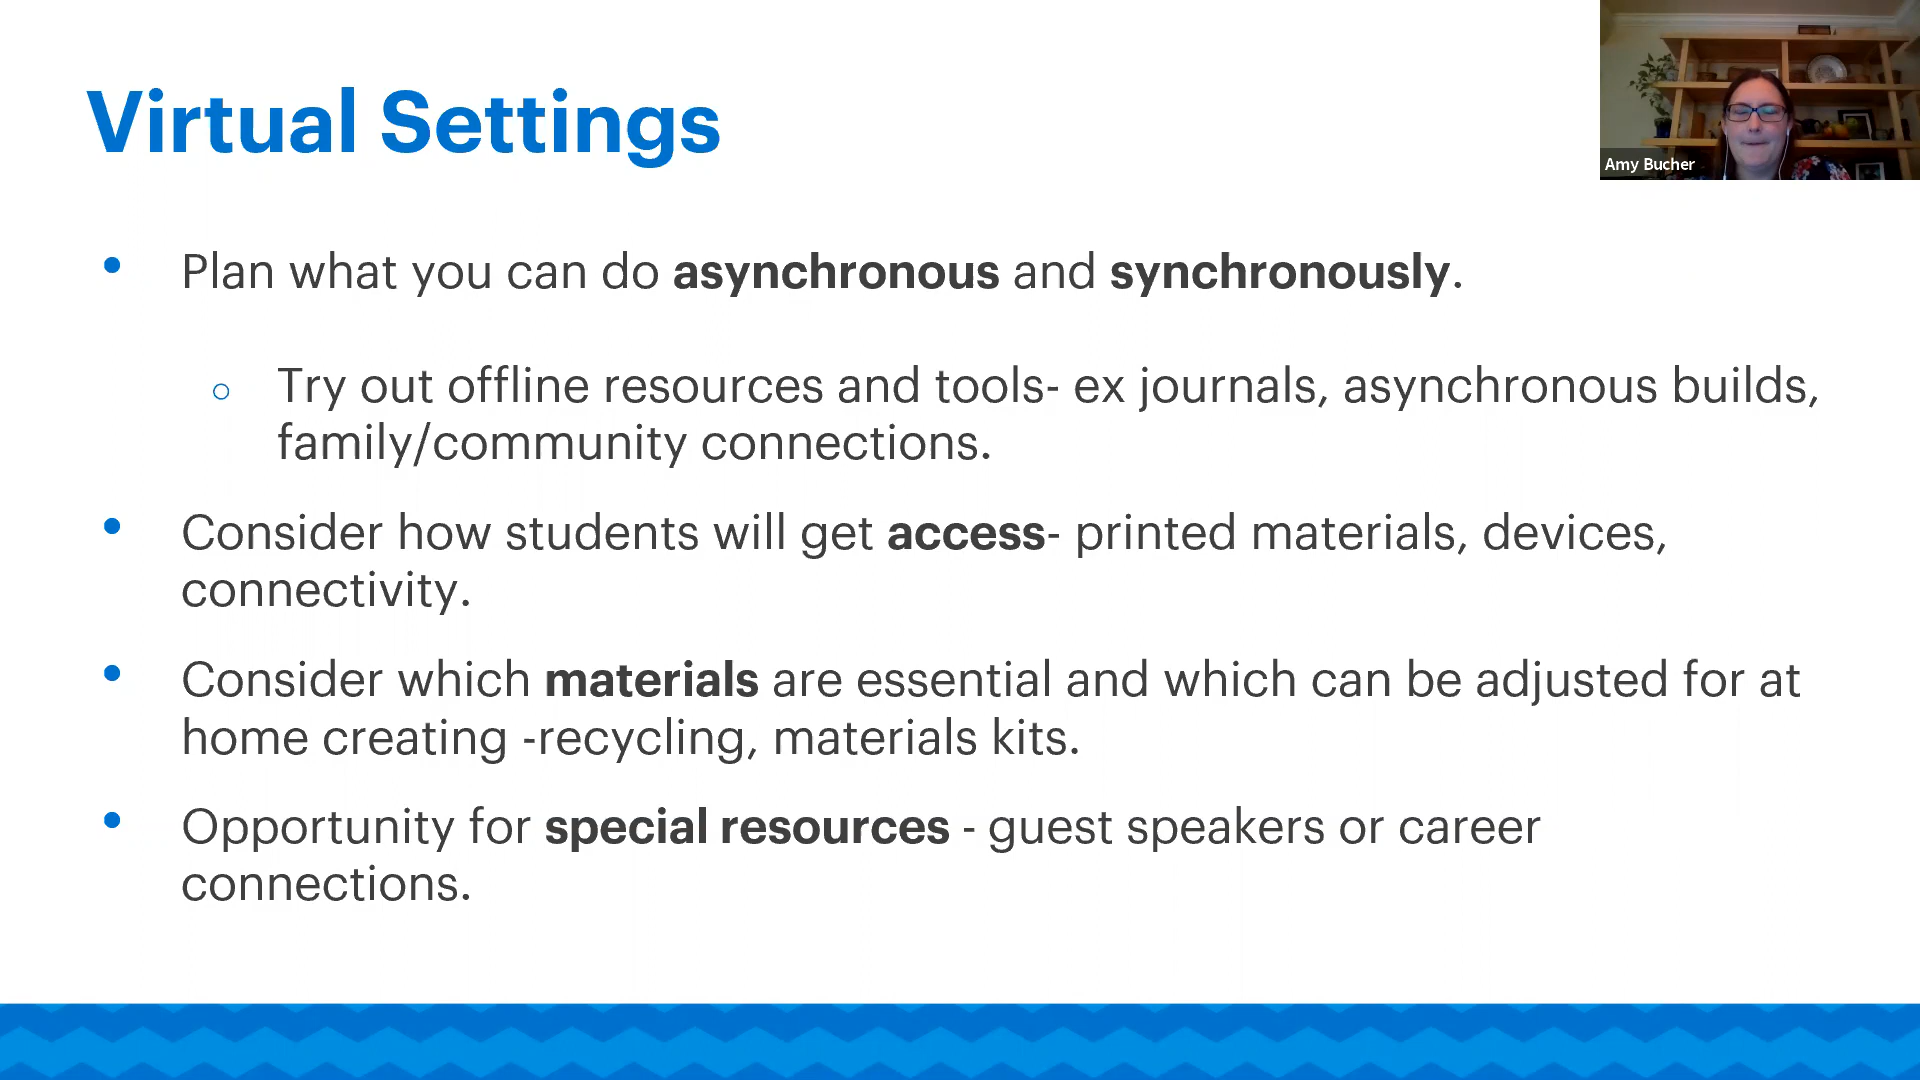 Virtual Settings
Amy Bucher
• Plan what you can do asynchronous and synchronously.
○ Try out offline resources and tools- ex journals, asynchronous builds,
family/community connections.
• Consider how students will get access- printed materials, devices,
connectivity.
• Consider which materials are essential and which can be adjusted for at
home creating -recycling, materials kits.
• Opportunity for special resources - guest speakers or career
connections.